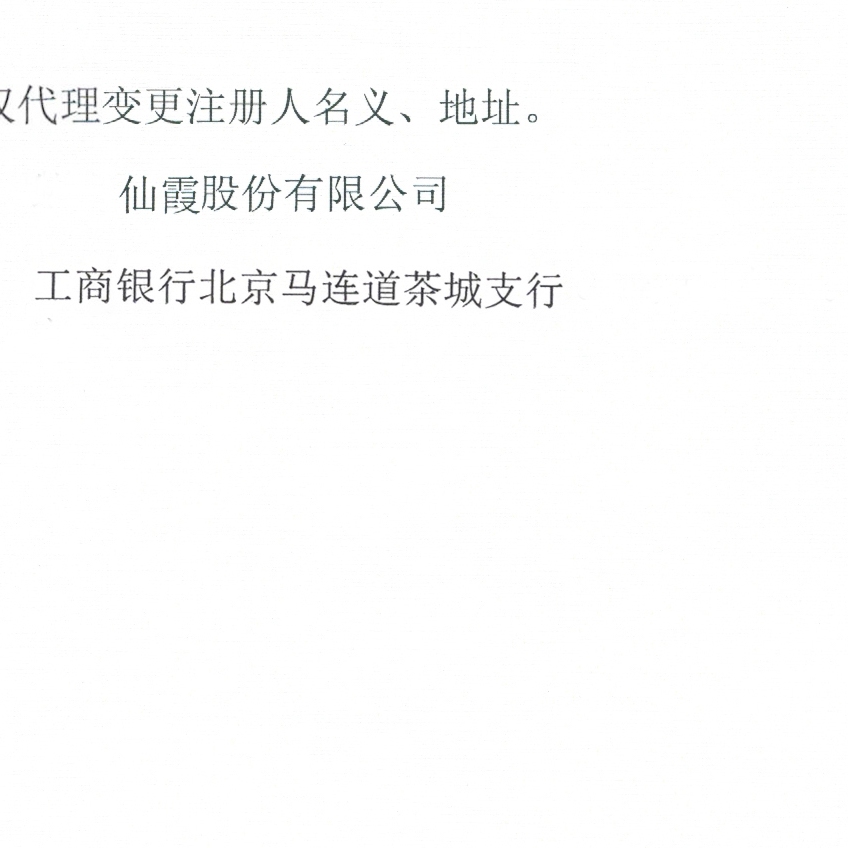 代理变更注册人名义、地址。
仙霞股份有限公司
工商银行北京马连道茶城支行